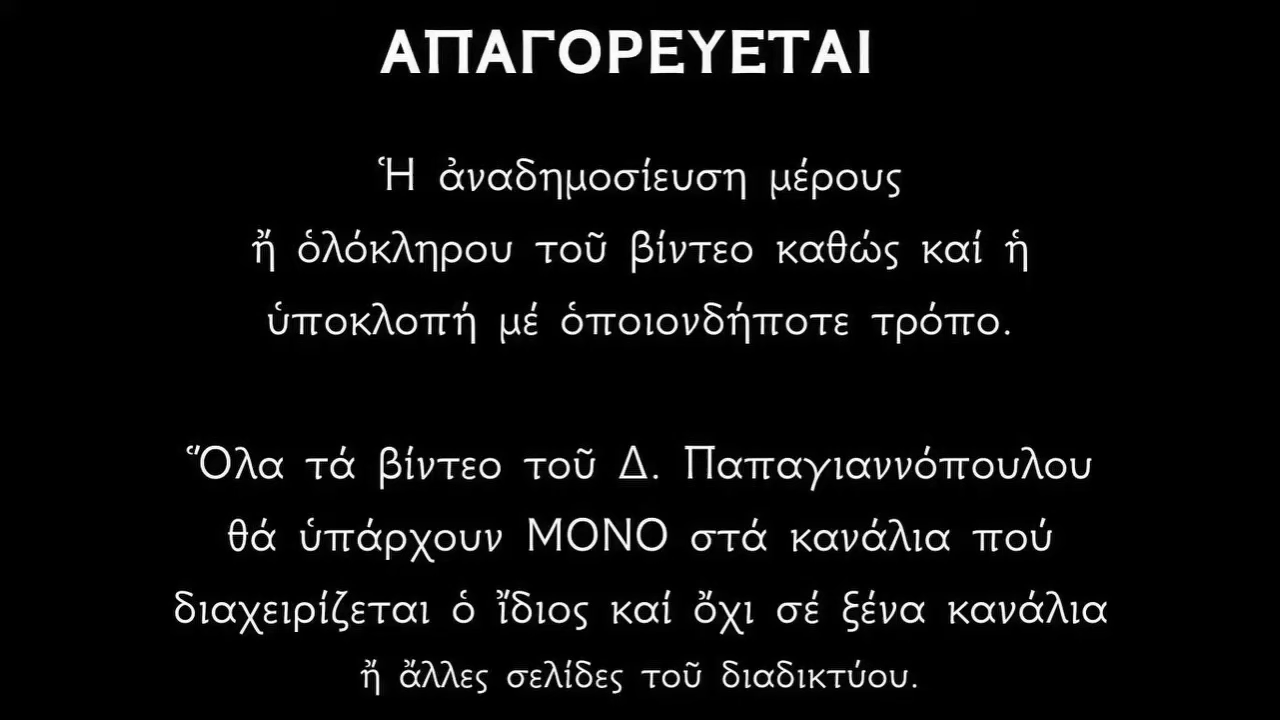 ΑΠΑΓΟΡΕΥΕΤΑΙ
Ἡ ἀναδημοσίευση μέρους
ἤ ὁλόκληρου τοῦ βίντεο καθώς καί ἡ
ὑποκλοπή μέ ὁποιονδήποτε τρόπο.
Ὅλα τά βίντεο τοῦ Δ. Παπαγιαννόπουλου
θά ὑπάρχουν ΜΟΝΟ στά κανάλια πού
διαχειρίζεται ὁ ἴδιος καί ὄχι σέ ξένα κανάλια
ἤ ἄλλες σελίδες τοῦ διαδικτύου.